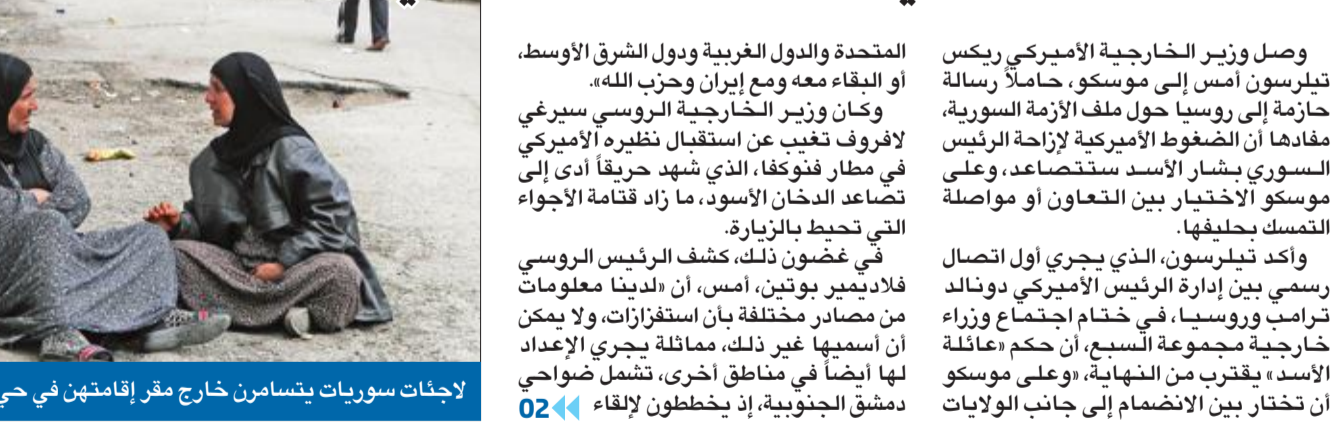 وصل وزير الخارجية الأميركي ريكس
تيلرسون أمس إلى موسكو، حاملاً رسالة
حازمة إلى روسيا حول ملف الأزمة السورية،
مفادها أن الضغوط الأميركية لإزاحة الرئيس
السوري بشار الأسد ستتصاعد، وعلى
موسكو الاختيار بين التعاون أو مواصلة
التمسك بحليفها.
وأكد تيلرسون، الذي يجري أول اتصال
رسمي بين إدارة الرئيس الأميركي دونالد
ترامب وروسيا، في ختام اجتماع وزراء
خارجية مجموعة السبع، أن حكم «عائلة
الأسد» يقترب من النهاية، «وعلى موسكو
أن تختار بين الانضمام إلى جانب الولايات
المتحدة والدول الغربية ودول الشرق الأوسط،
أو البقاء معه ومع إيران وحزب الله».
وكان وزير الخارجية الروسي سيرغي
لافروف تغيب عن استقبال نظيره الأميركي
في مطار فنوكفا، الذي شهد حريقاً أدى إلى
تصاعد الدخان الأسود، ما زاد قتامة الأجواء
التي تحيط بالزيارة.
في غضون ذلك، كشف الرئيس الروسي
فلاديمير بوتين، أمس، أن «لدينا معلومات
من مصادر مختلفة بأن استفزازات، ولا يمكن
أن أسميها غير ذلك، مماثلة يجري الإعداد
لها أيضاً في مناطق أخرى، تشمل ضواحي
دمشق الجنوبية، إذ يخططون لإلقاء 02
لاجئات سوريات يتسامرن خارج مقر إقامتهن في حي